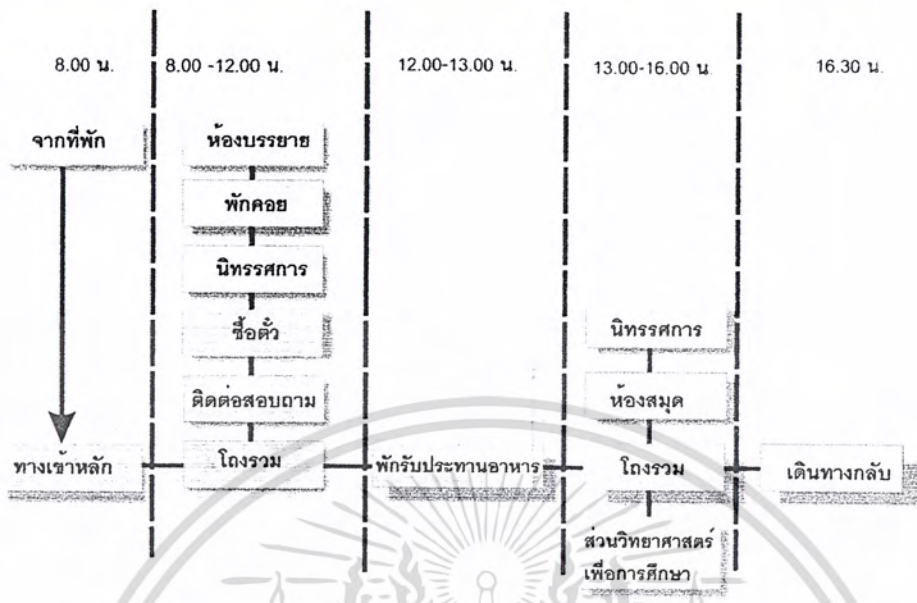 8.00 น.
8.00 -12.00 น.
12.00-13.00 น.
13.00-16.00 น.
16.30 น.
จากที่พัก
ห้องบรรยาย
พักคอย
นิทรรศการ
ซื้อตั๋ว
นิทรรศการ
ติดต่อสอบถาม
ห้องสมุด
ทางเข้าหลัก
โถงรวม
พักรับประทานอาหาร
โถงรวม
เดินทางกลับ
ส่วนวิทยาศาสตร์
เพื่อการศึกษา